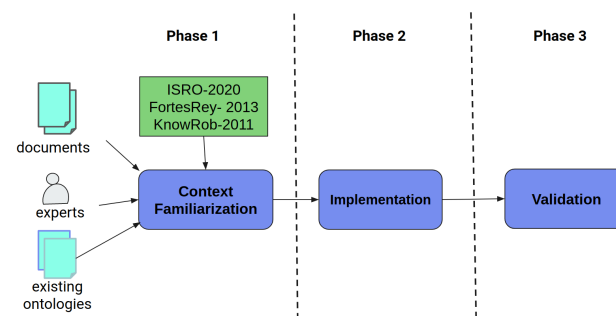 Phase 1
Phase 2
Phase 3
ISRO-2020
FortesRey- 2013
KnowRob-2011
documents
experts
existing
ontologies
Context
Familiarization
Implementation
Validation